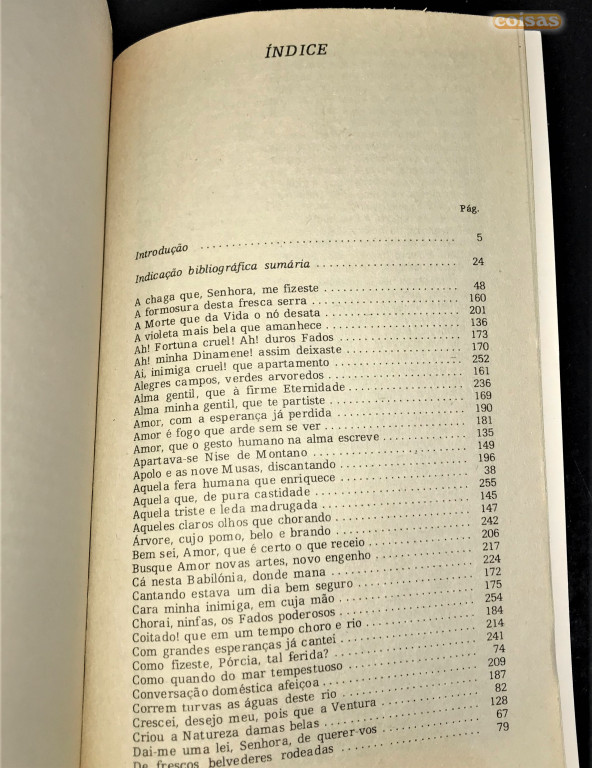 coisas
ÍNDICE
Pág.
Introdução ........................................ 5
Indicação bibliográfica sumária .................... 24
A chaga que, Senhora, me fizeste .................... 48
A formosura desta fresca serra .................... 160
A Morte que da Vida o nó desata .................... 201
A violeta mais bela que amanhece .................... 136
Ah! Fortuna cruel! Ah! duros Fados .................... 173
Ah! minha Dinamene! assim deixaste .................... 170
Ai, inimiga cruel! que apartamento .................... 252
Alegres campos, verdes arvoredos .................... 161
Alma gentil, que à firme Eternidade .................... 236
Alma minha gentil, que te partiste .................... 169
Amor, com a esperança já perdida .................... 190
Amor é fogo que arde sem se ver .................... 181
Amor, que o gesto humano na alma escreve .................... 135
Apartava-se Nise de Montano .................... 149
Apolo e as nove Musas, discantando .................... 196
Aquela fera humana que enriquece .................... 38
Aquela que, de pura castidade .................... 255
Aquela triste e leda madrugada .................... 145
Aqueles claros olhos que chorando .................... 147
Árvore, cujo pomo, belo e brando .................... 242
Bem sei, Amor, que é certo o que receio .................... 206
Busque Amor novas artes, novo engenho .................... 217
Cá nesta Babilónia, donde mana .................... 224
Cantando estava um dia bem seguro .................... 172
Cara minha inimiga, em cuja mão .................... 175
Chorai, ninfas, os Fados poderosos .................... 254
Coitado! que em um tempo choro e rio .................... 184
Com grandes esperanças já cantei .................... 214
Como fizeste, Pórcia, tal ferida? .................... 241
Como quando do mar tempestuoso .................... 74
Conversação doméstica afeiçoa .................... 209
Correm turvas as águas deste rio .................... 187
Crescei, desejo meu, pois que a Ventura .................... 82
Criou a Natureza damas belas .................... 128
Dai-me uma lei, Senhora, de querer-vos .................... 67
De frescos belvederes rodeadas .................... 79